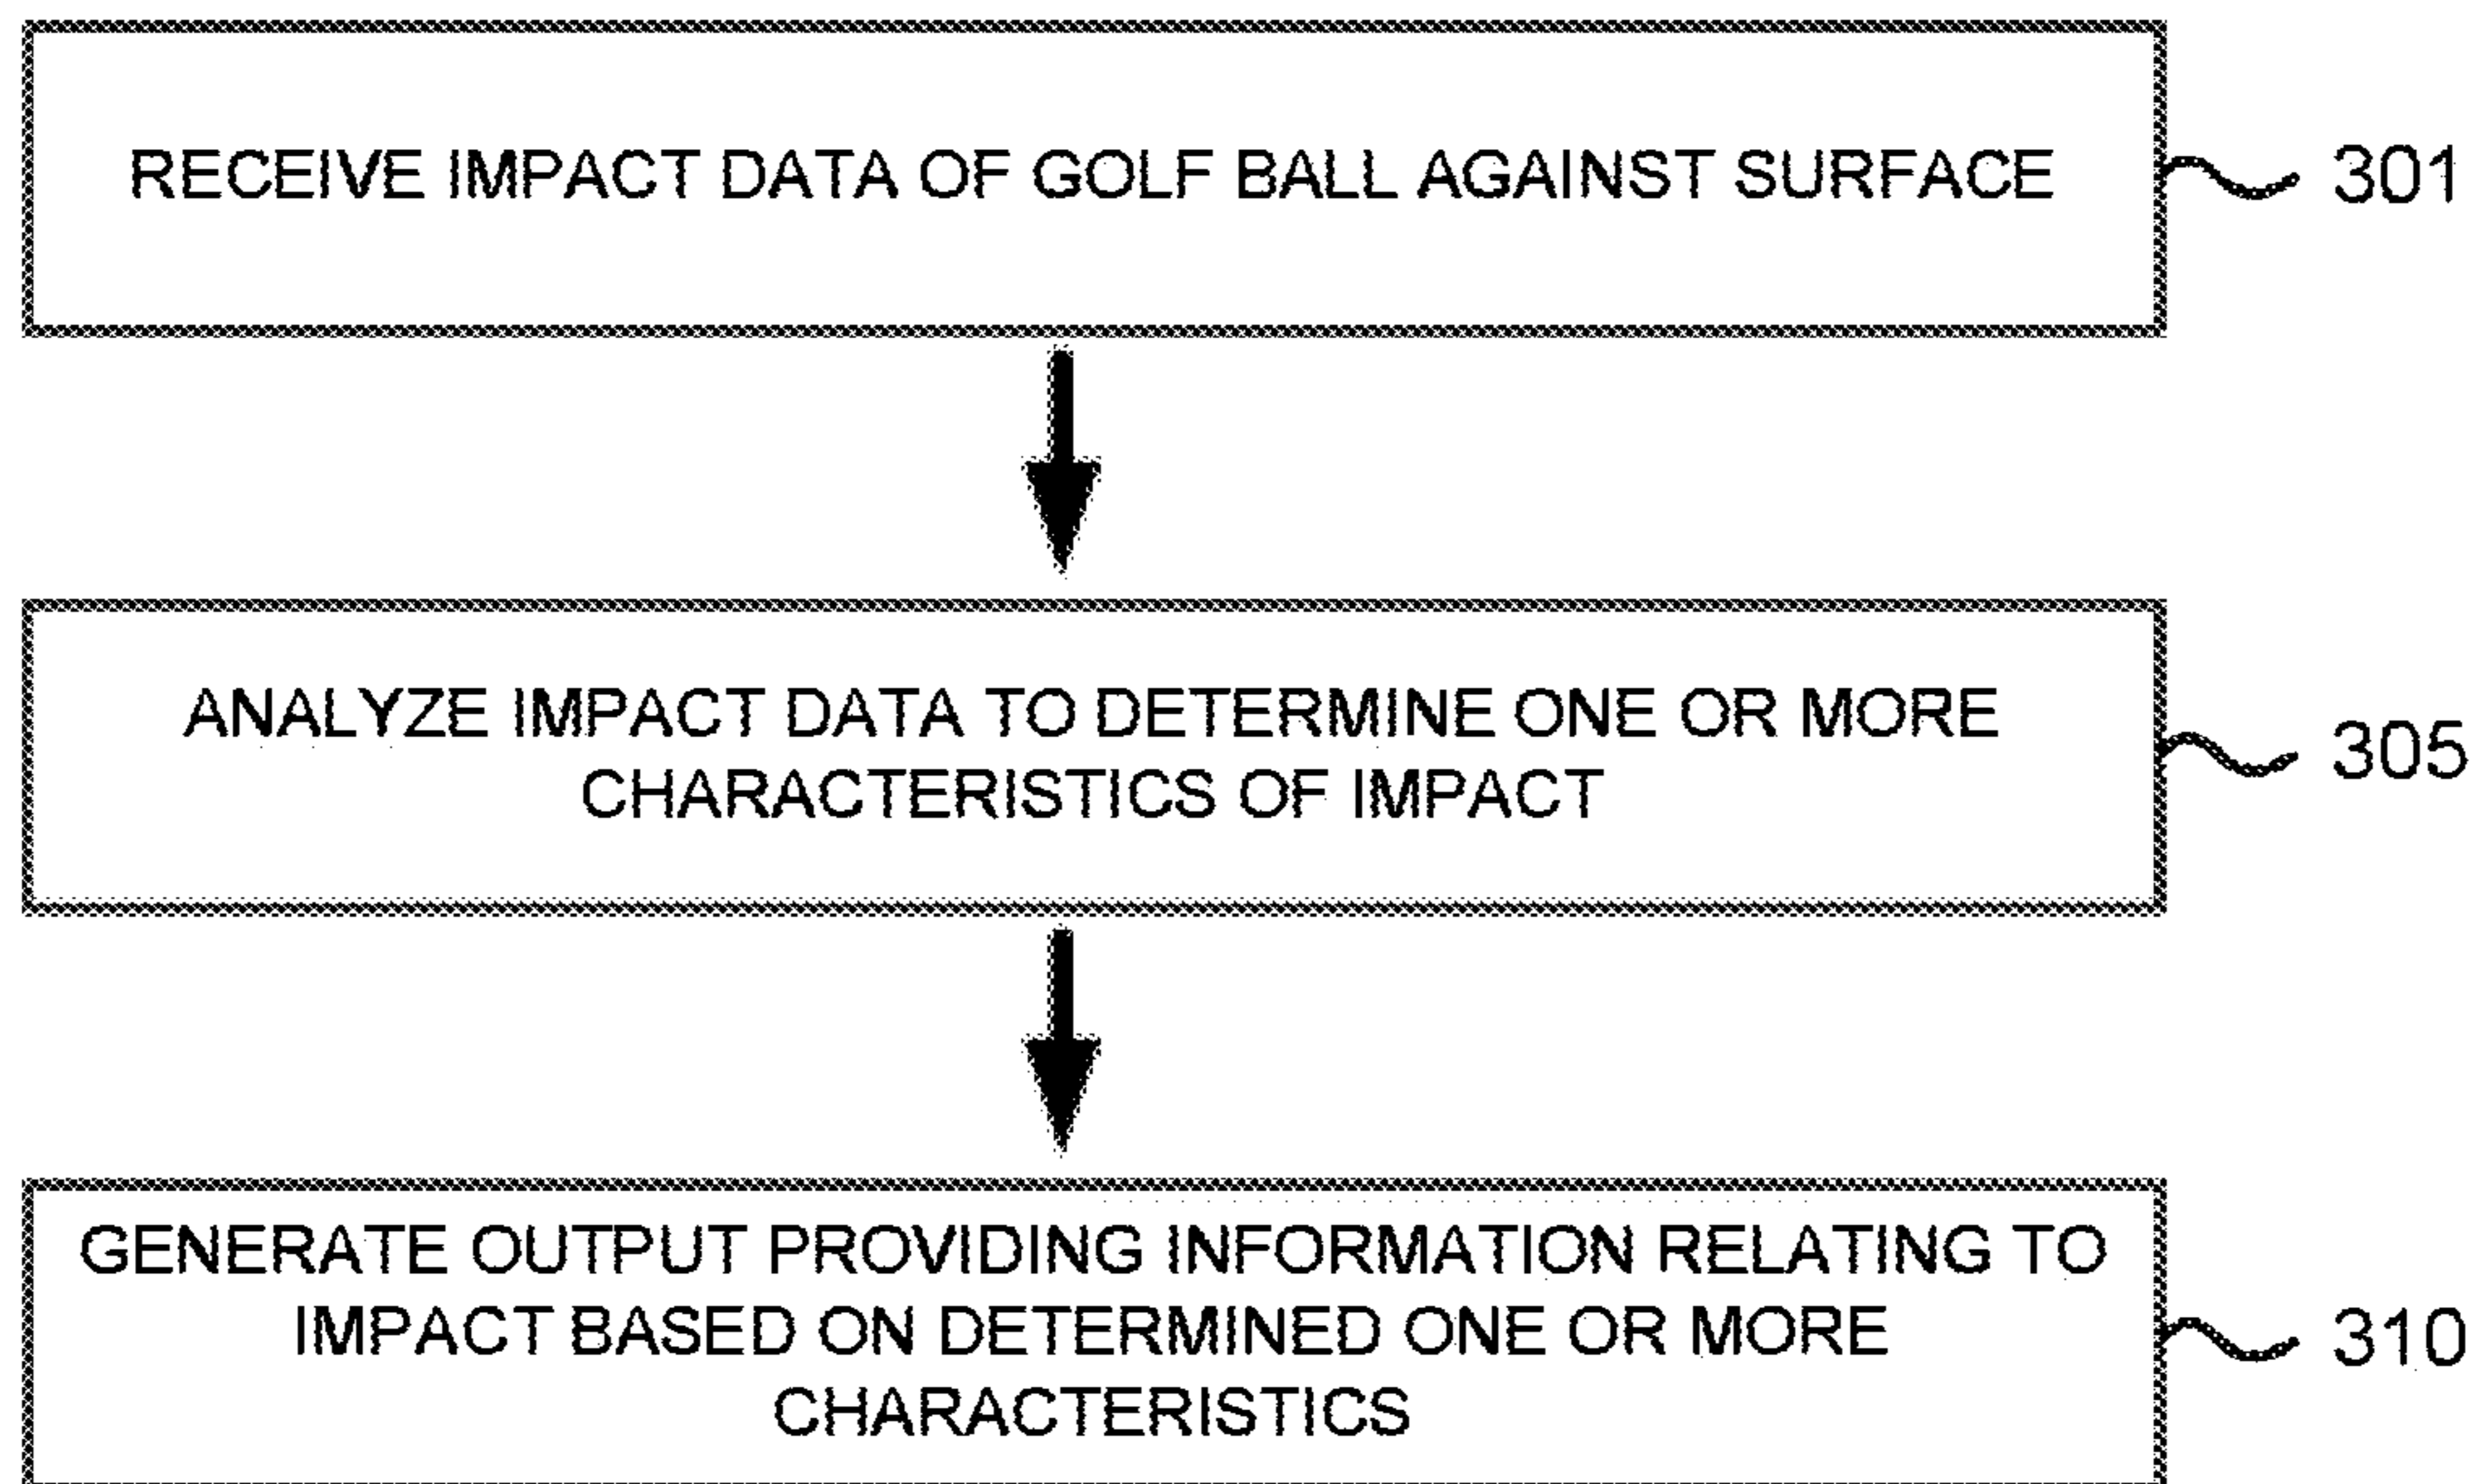 RECEIVE IMPACT DATA OF GOLF BALL AGAINST SURFACE
301
ANALYZE IMPACT DATA TO DETERMINE ONE OR MORE
CHARACTERISTICS OF IMPACT
305
GENERATE OUTPUT PROVIDING INFORMATION RELATING TO
IMPACT BASED ON DETERMINED ONE OR MORE
CHARACTERISTICS
310